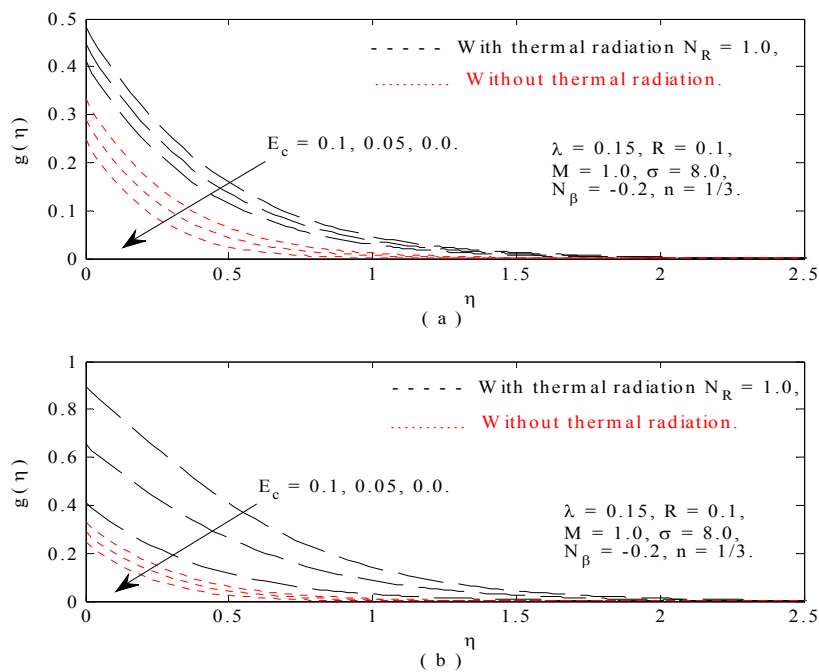 0.5
0.4
0.3
0.2
0.1
0
g(η)
- - - - - With thermal radiation N_R = 1.0,
.......... Without thermal radiation.
E_c = 0.1, 0.05, 0.0.
λ = 0.15, R = 0.1,
M = 1.0, σ = 8.0,
N_β = -0.2, n = 1/3.
0 0.5 1 1.5 2 2.5
η
( a )
1
0.8
0.6
0.4
0.2
0
g(η)
- - - - - With thermal radiation N_R = 1.0,
.......... Without thermal radiation.
E_c = 0.1, 0.05, 0.0.
λ = 0.15, R = 0.1,
M = 1.0, σ = 8.0,
N_β = -0.2, n = 1/3.
0 0.5 1 1.5 2 2.5
η
( b )